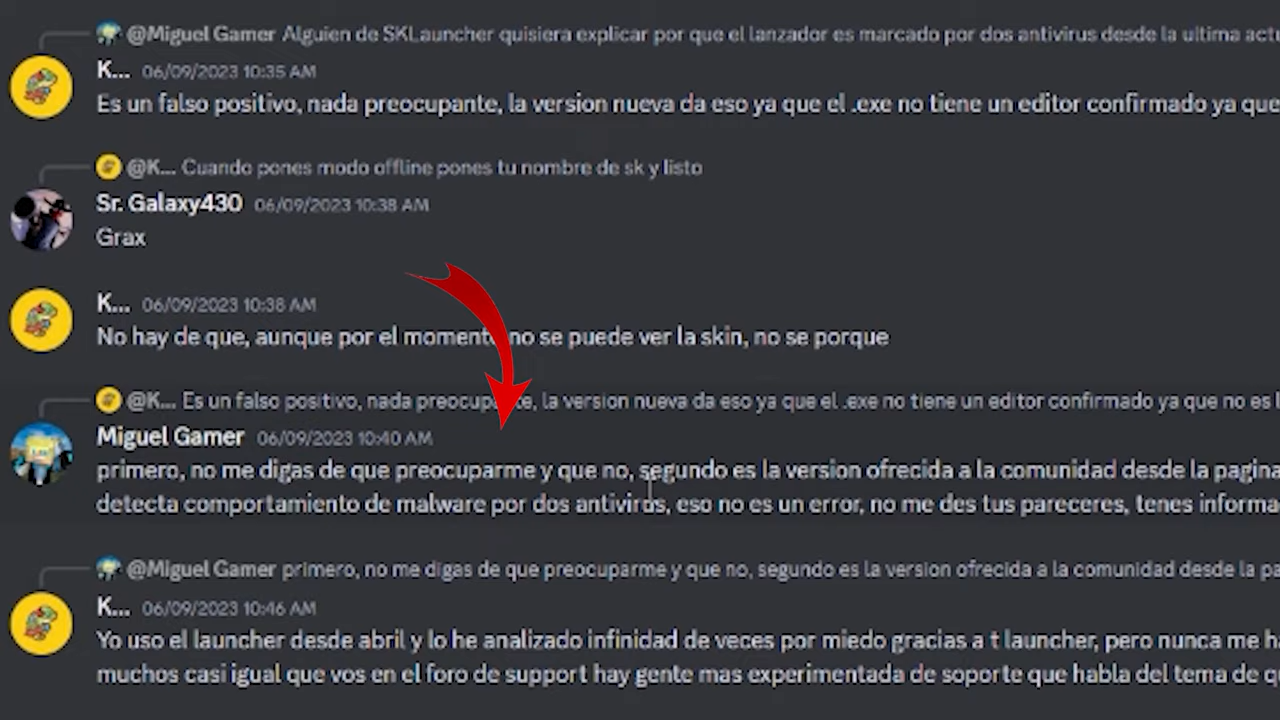 @Miguel Gamer Alguien de SKLauncher quisiera explicar por que el lanzador es marcado por dos antivirus desde la ultima actu
K... 06/09/2023 10:35 AM
Es un falso positivo, nada preocupante, la version nueva da eso ya que el .exe no tiene un editor confirmado ya que
@K... Cuando pones modo offline pones tu nombre de sk y listo
Sr. Galaxy430 06/09/2023 10:38 AM
Grax
K... 06/09/2023 10:38 AM
No hay de que, aunque por el momento no se puede ver la skin, no se porque
@K... Es un falso positivo, nada preocupante, la version nueva da eso ya que el .exe no tiene un editor confirmado ya que no es
Miguel Gamer 06/09/2023 10:40 AM
primero, no me digas de que preocuparme y que no, segundo es la version ofrecida a la comunidad desde la pagina
detecta comportamiento de malware por dos antivirus, eso no es un error, no me des tus pareceres, tenes informa
@Miguel Gamer primero, no me digas de que preocuparme y que no, segundo es la version ofrecida a la comunidad desde la pa
K... 06/09/2023 10:46 AM
Yo uso el launcher desde abril y lo he analizado infinidad de veces por miedo gracias a t launcher, pero nunca me h
muchos casi igual que vos en el foro de support hay gente mas experimentada de soporte que habla del tema de q